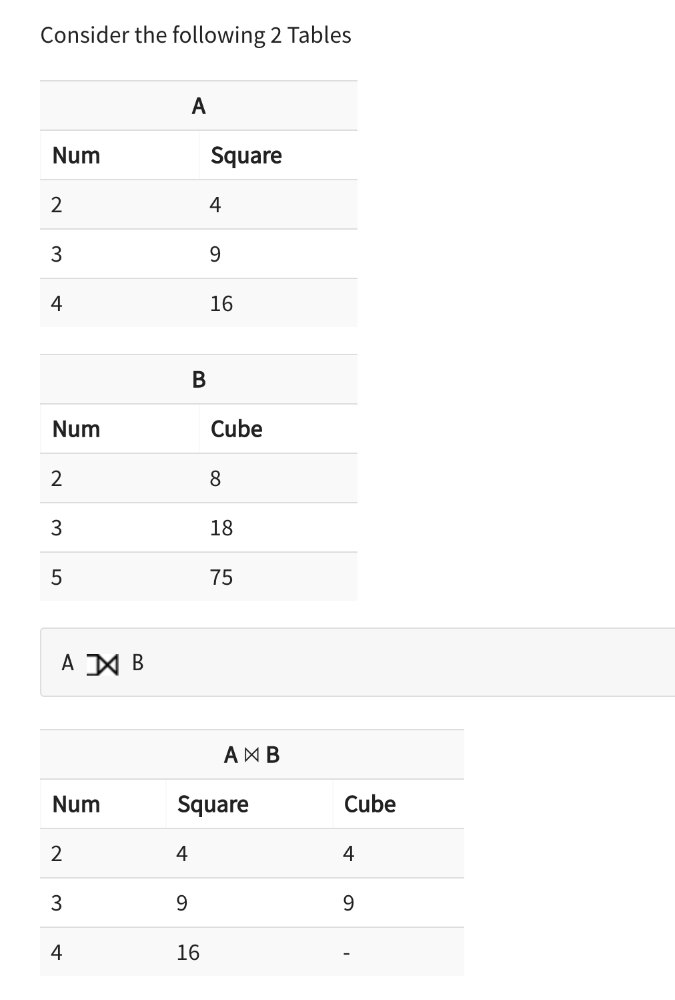 Consider the following 2 Tables
A
Num Square
2 4
3 9
4 16
B
Num Cube
2 8
3 18
5 75
A ⟕ B
A ⋈ B
Num Square Cube
2 4 4
3 9 9
4 16 -